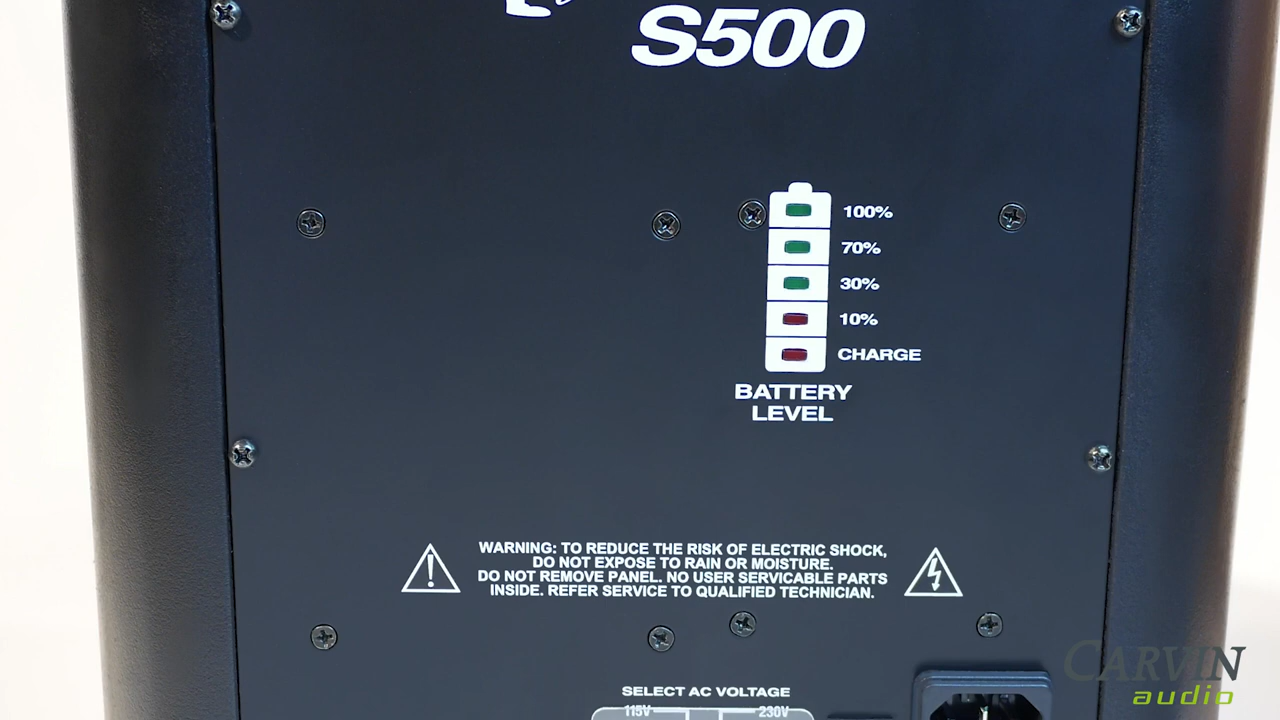 S500
100%
70%
30%
10%
CHARGE
BATTERY
LEVEL
WARNING: TO REDUCE THE RISK OF ELECTRIC SHOCK,
DO NOT EXPOSE TO RAIN OR MOISTURE.
DO NOT REMOVE PANEL. NO USER SERVICABLE PARTS
INSIDE. REFER SERVICE TO QUALIFIED TECHNICIAN.
SELECT AC VOLTAGE
115V 230V
CARVIN
audio